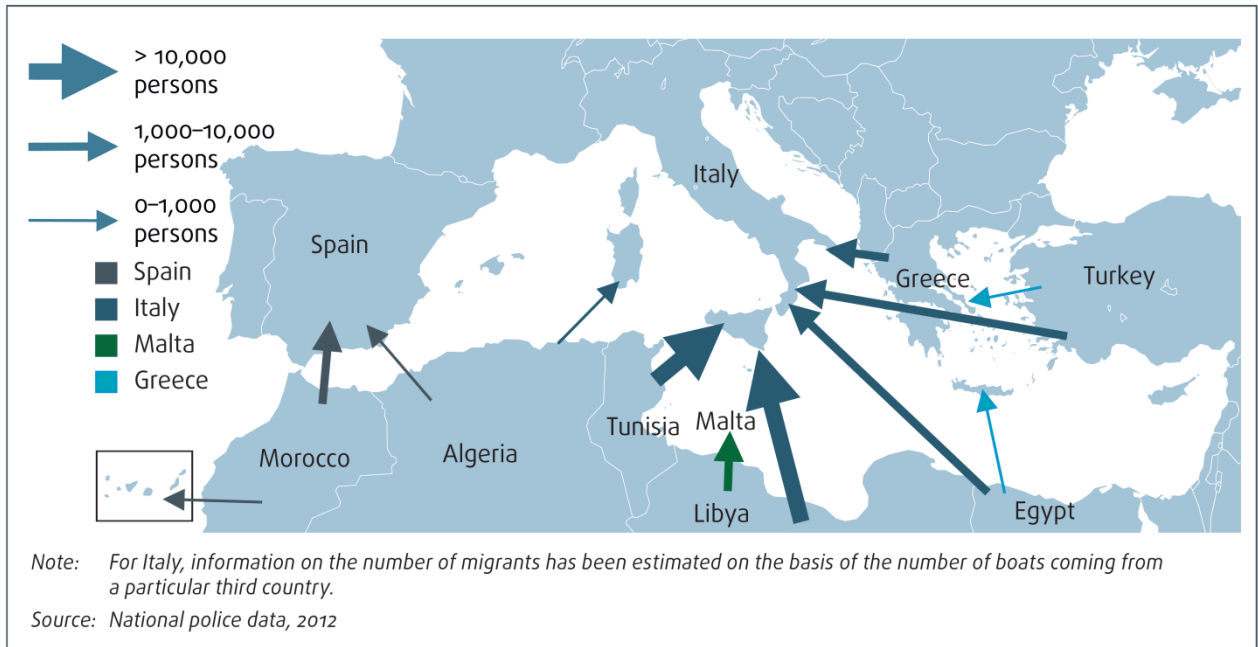 > 10,000
persons
1,000–10,000
persons
0–1,000
persons
Spain
Italy
Malta
Greece
Italy
Spain
Greece
Turkey
Tunisia
Malta
Morocco
Algeria
Libya
Egypt
Note: For Italy, information on the number of migrants has been estimated on the basis of the number of boats coming from
a particular third country.
Source: National police data, 2012